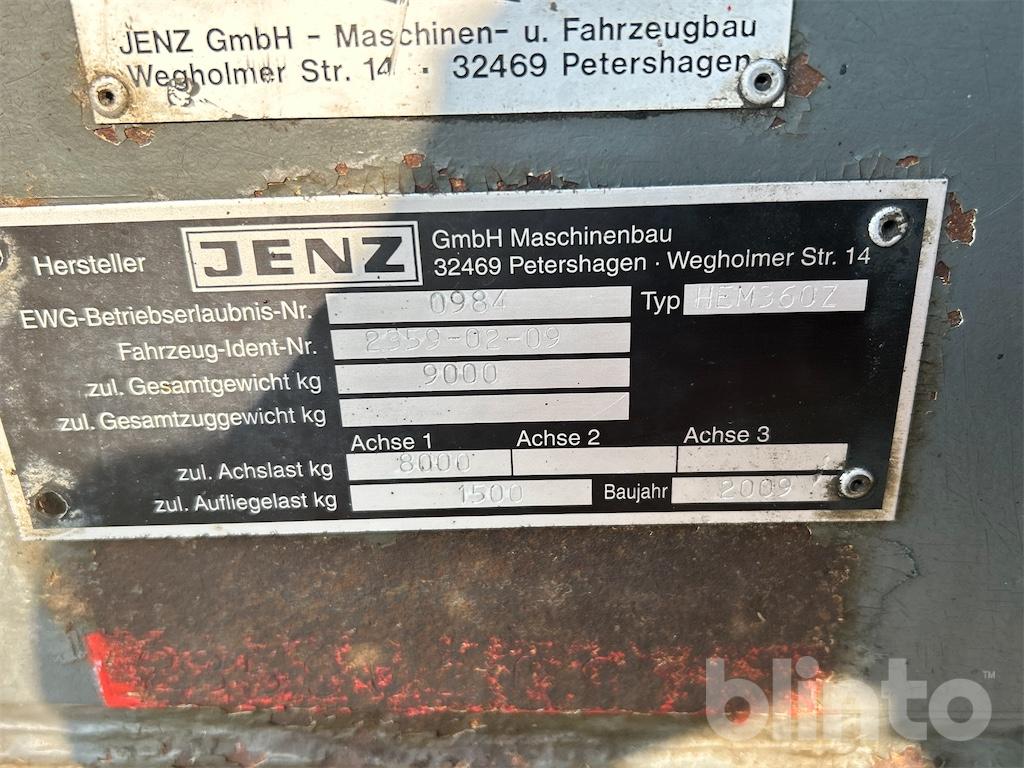 JENZ GmbH - Maschinen- u. Fahrzeugbau
Wegholmer Str. 14 · 32469 Petershagen
Hersteller JENZ GmbH Maschinenbau
32469 Petershagen · Wegholmer Str. 14
EWG-Betriebserlaubnis-Nr. 0984 Typ HEM360Z
Fahrzeug-Ident-Nr. 2359-02-09
zul. Gesamtgewicht kg 9000
zul. Gesamtzuggewicht kg
Achse 1 Achse 2 Achse 3
zul. Achslast kg 8000
zul. Aufliegelast kg 1500 Baujahr 2009
blinto™